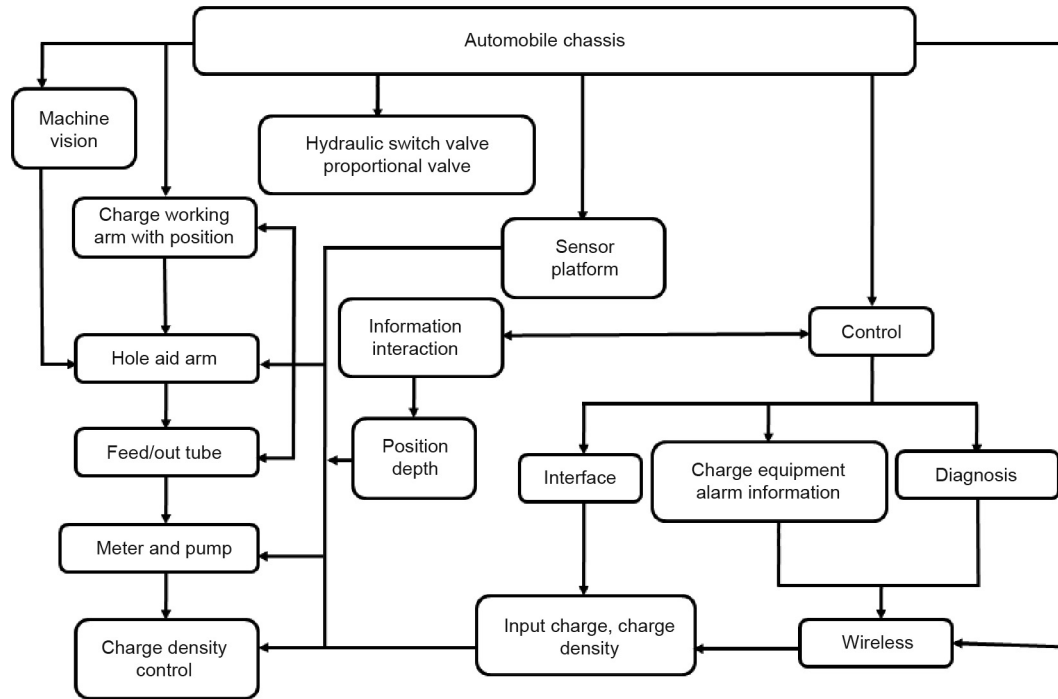 Automobile chassis
Machine
vision
Hydraulic switch valve
proportional valve
Charge working
arm with position
Sensor
platform
Information
interaction
Control
Hole aid arm
Feed/out tube
Position
depth
Interface
Charge equipment
alarm information
Diagnosis
Meter and pump
Charge density
control
Input charge, charge
density
Wireless